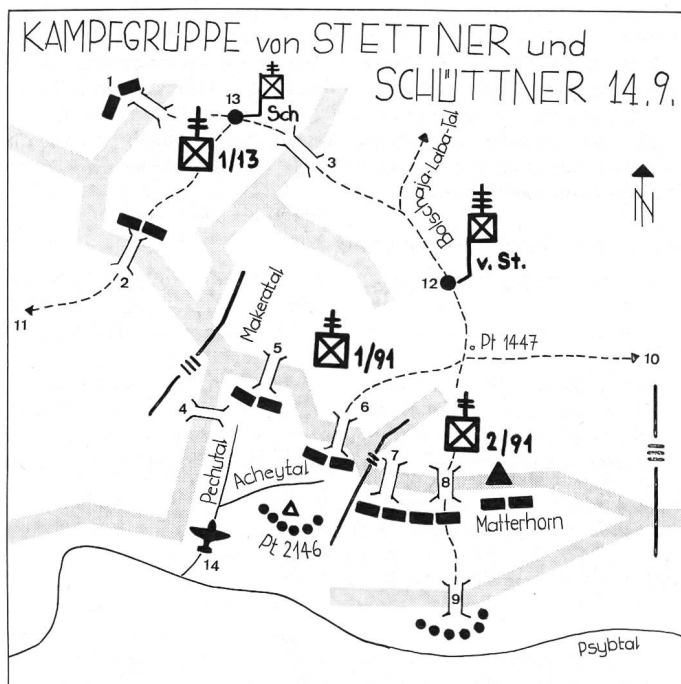 KAMPFGRUPPE von STETTNER und
SCHÜTTNER 14.9.
1
13
Sch
1/13
3
Bolschaja-Laba-Tal
N
v. St.
12
2
11
Makeratal
Pt 1447
10
5
1/91
4
6
2/91
7
8
Pechutal
Acheytal
Matterhorn
Pt 2146
14
9
Psybtal